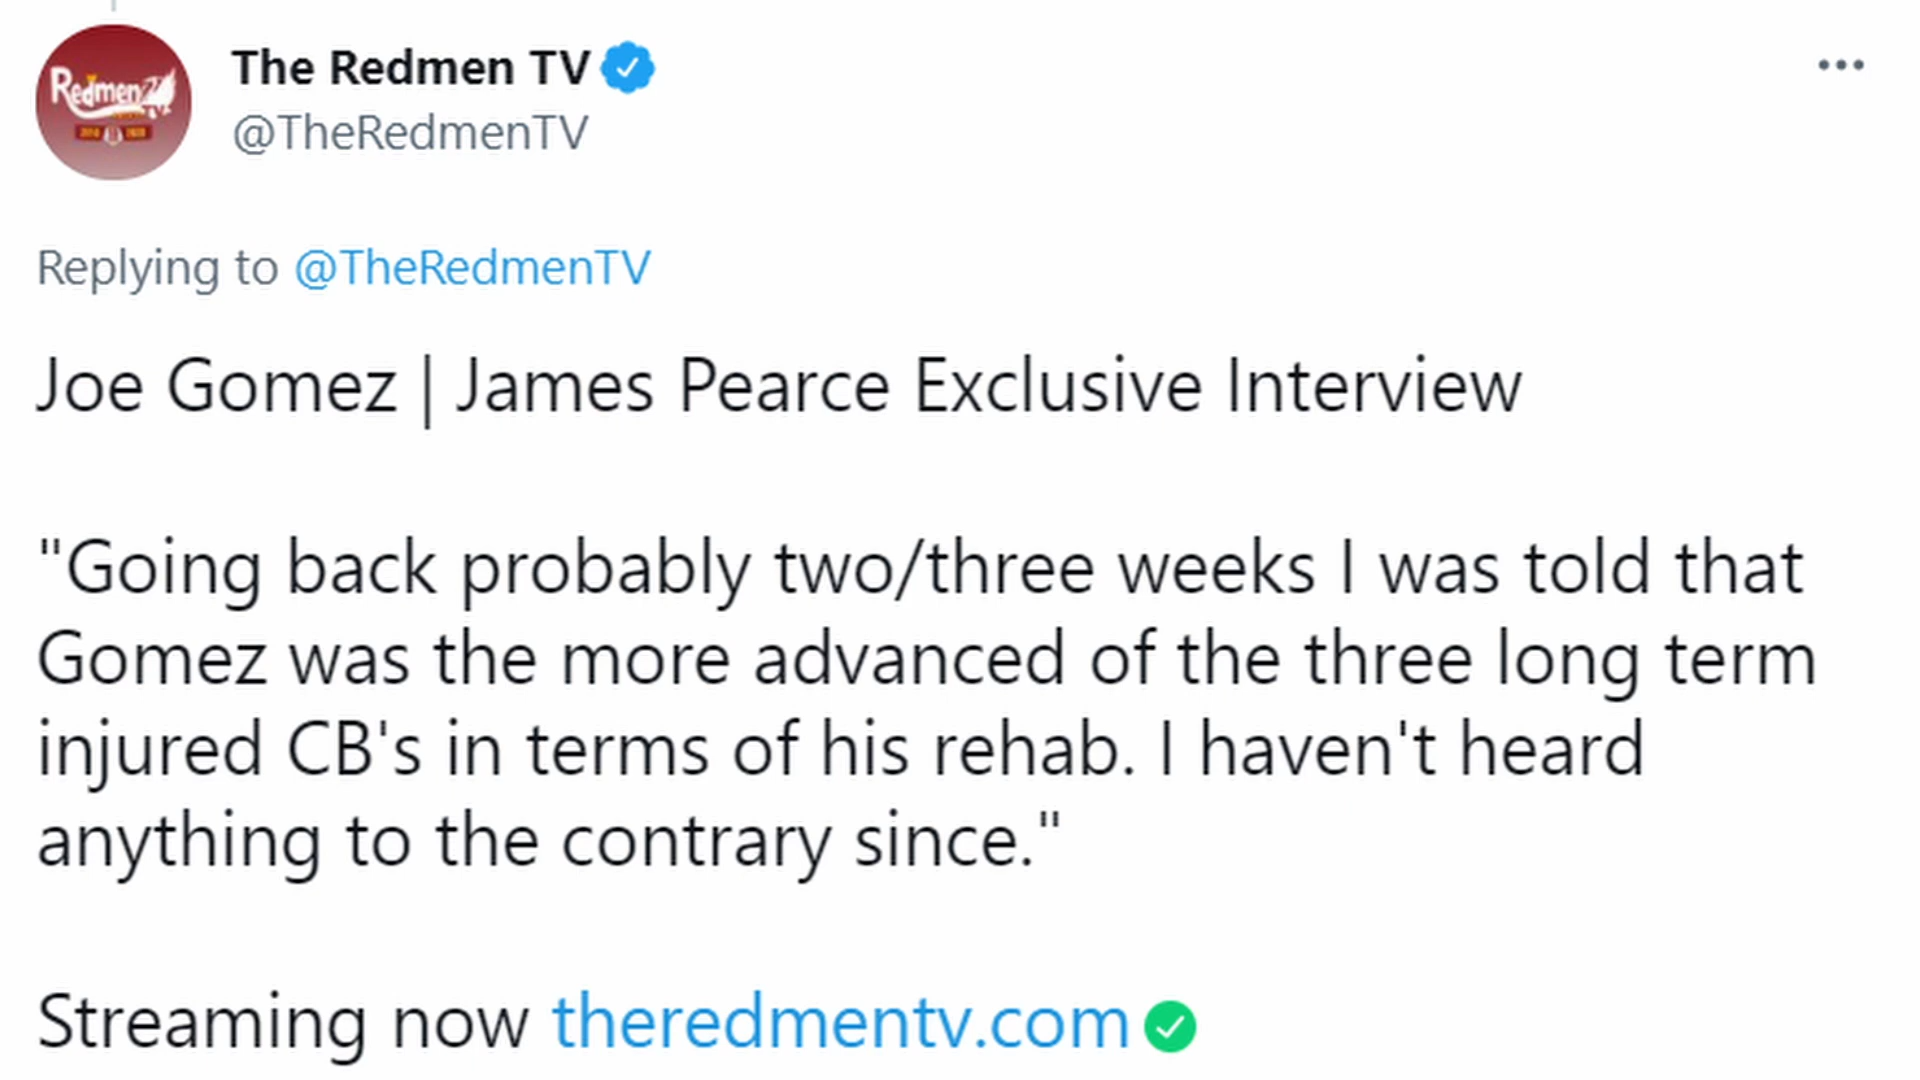 Redmen TV
The Redmen TV
@TheRedmenTV
Replying to @TheRedmenTV
Joe Gomez | James Pearce Exclusive Interview
"Going back probably two/three weeks I was told that
Gomez was the more advanced of the three long term
injured CB's in terms of his rehab. I haven't heard
anything to the contrary since."
Streaming now theredmentv.com